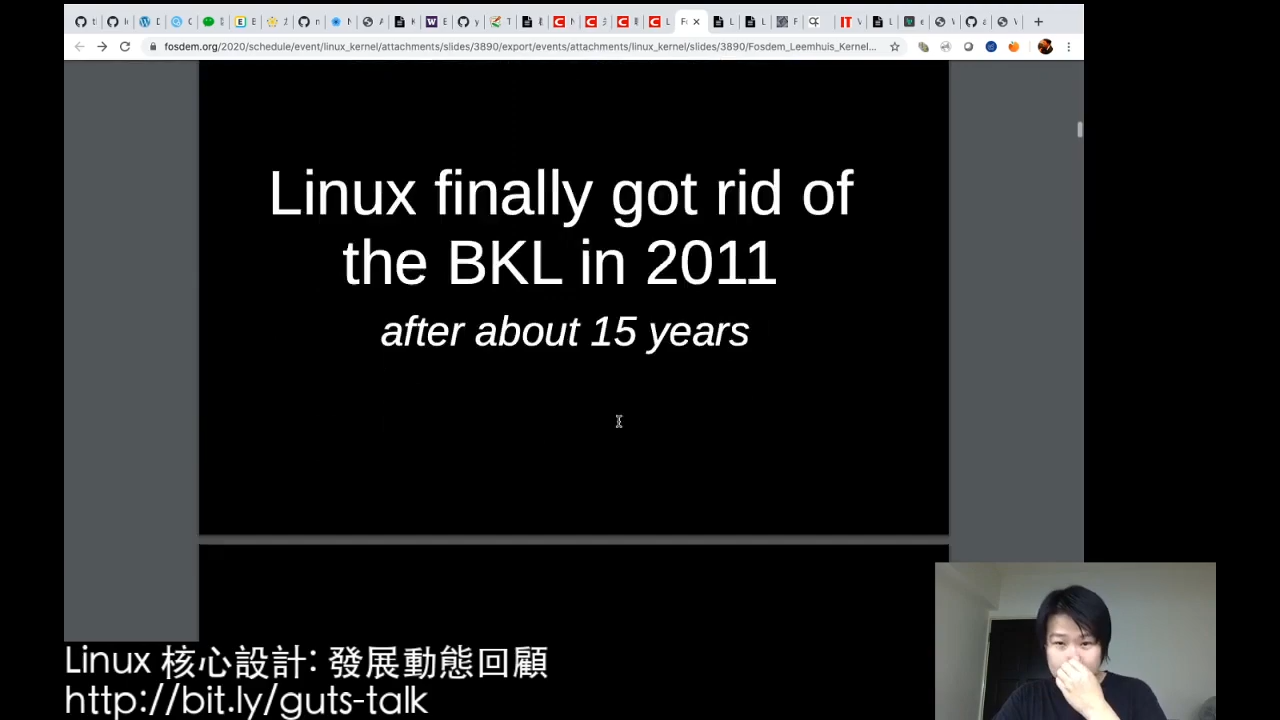 fosdem.org/2020/schedule/event/linux_kernel/attachments/slides/3890/export/events/attachments/linux_kernel/slides/3890/Fosdem_Leemhuis_Kernel...
Linux finally got rid of
the BKL in 2011
after about 15 years
Linux 核心設計: 發展動態回顧
http://bit.ly/guts-talk